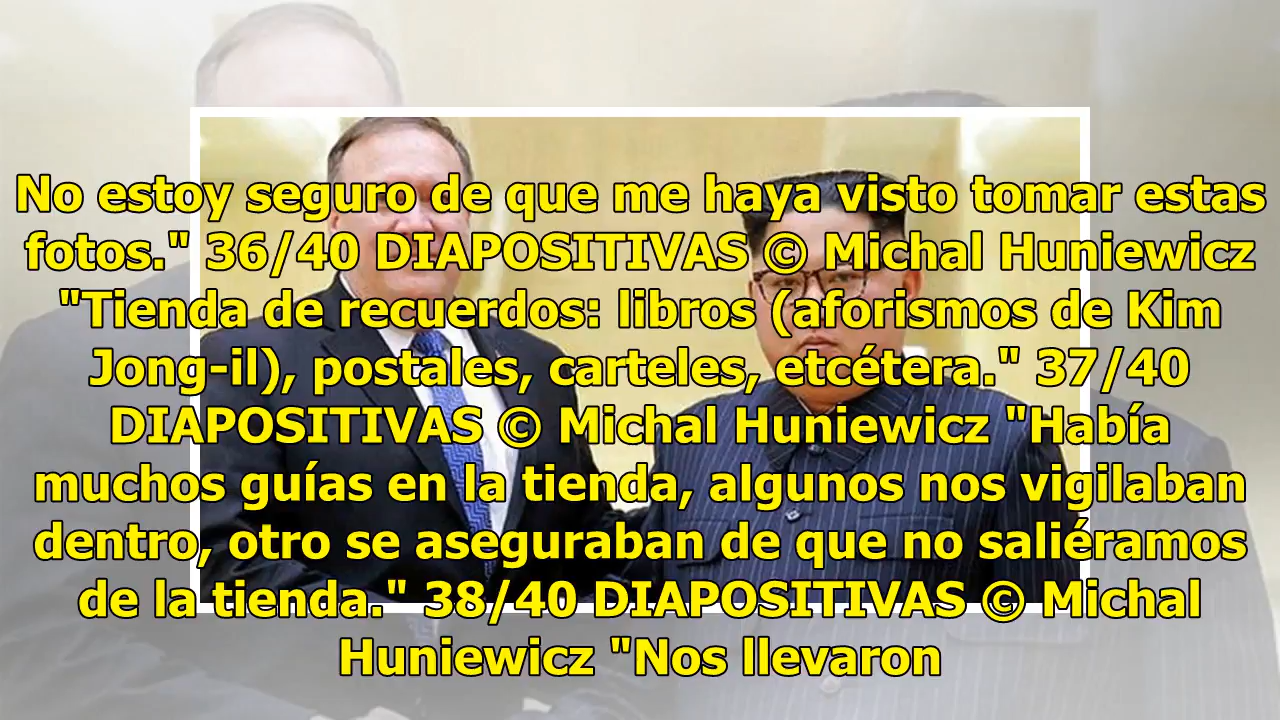 No estoy seguro de que me haya visto tomar estas
fotos." 36/40 DIAPOSITIVAS © Michal Huniewicz
"Tienda de recuerdos: libros (aforismos de Kim
Jong-il), postales, carteles, etcétera." 37/40
DIAPOSITIVAS © Michal Huniewicz "Había
muchos guías en la tienda, algunos nos vigilaban
dentro, otro se aseguraban de que no saliéramos
de la tienda." 38/40 DIAPOSITIVAS © Michal
Huniewicz "Nos llevaron